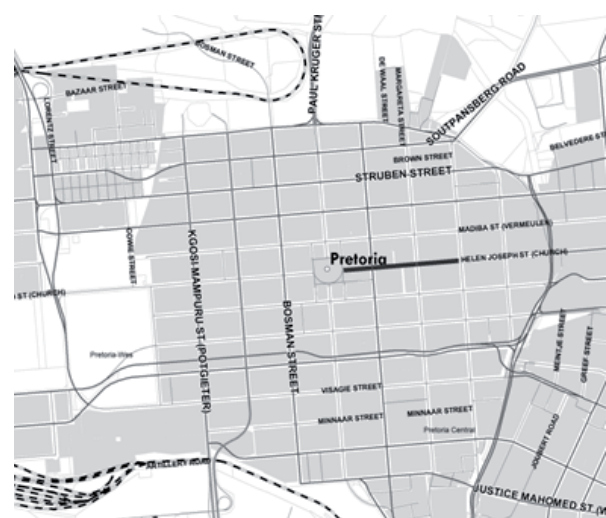 BOSMAN STREET
PAUL KRUGER ST
DE WAAL STREET
MARGARETA STREET
SOUTPANSBERG ROAD
BAZAAR STREET
LORENTZ STREET
BELVEDERE ST
BROWN STREET
STRUBEN STREET
MADIBA ST (VERMEULEN)
COWIE STREET
KGOSI MAMPURU ST (POTGIETER)
Pretoria
HELEN JOSEPH ST (CHURCH)
ST (CHURCH)
BOSMAN STREET
MEINTJE STREET
GREEF STREET
Pretoria-Wes
VISAGIE STREET
MINNAAR STREET
MINNAAR STREET
Pretoria Central
JOUBERT ROAD
ARTILLERY ROAD
JUSTICE MAHOMED ST (W